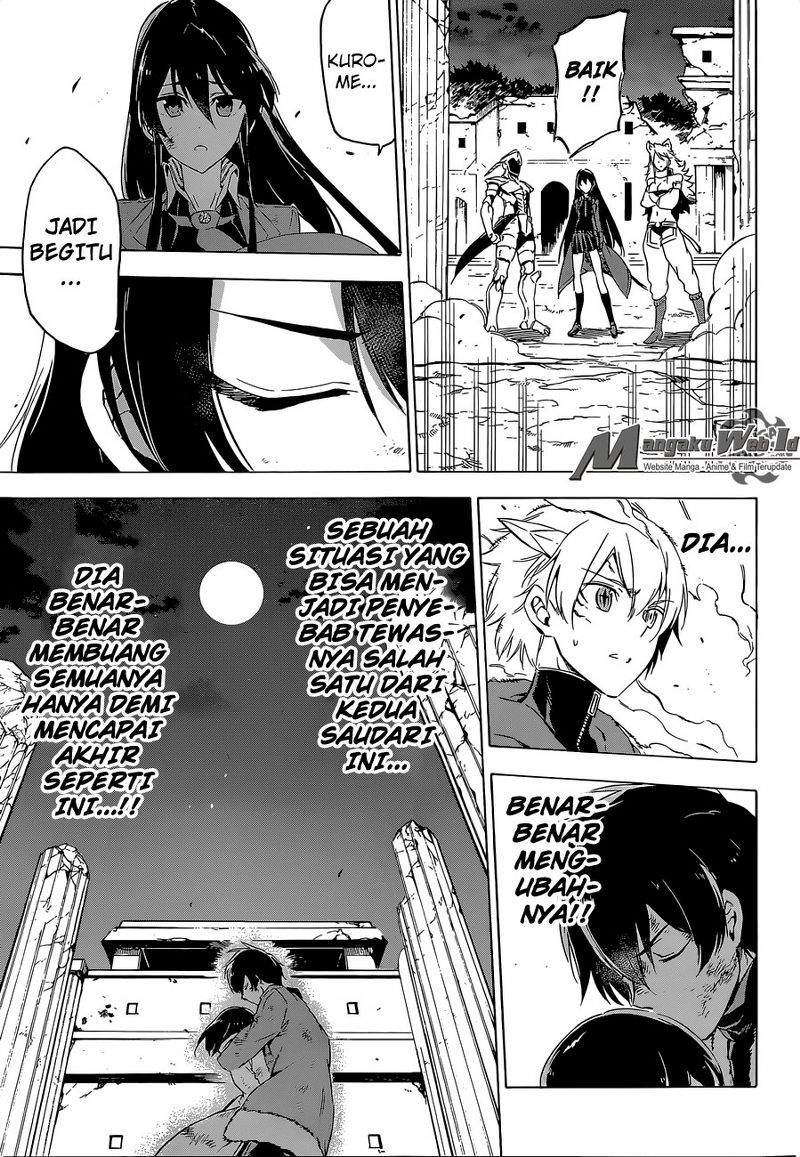 BAIK
!!
KURO-
ME...
JADI
BEGITU
...
Mangaku Web.Id
Website Manga - Anime & Film Terupdate
DIA...
BENAR-
BENAR
MENG-
UBAH-
NYA!!
SEBUAH
SITUASI YANG
BISA MEN-
JADI PENYE-
BAB TEWAS-
NYA SALAH
SATU DARI
KEDUA
SAUDARI
INI...
DIA
BENAR-
BENAR
MEMBUANG
SEMUANYA
HANYA DEMI
MENCAPAI
AKHIR
SEPERTI
INI...!!